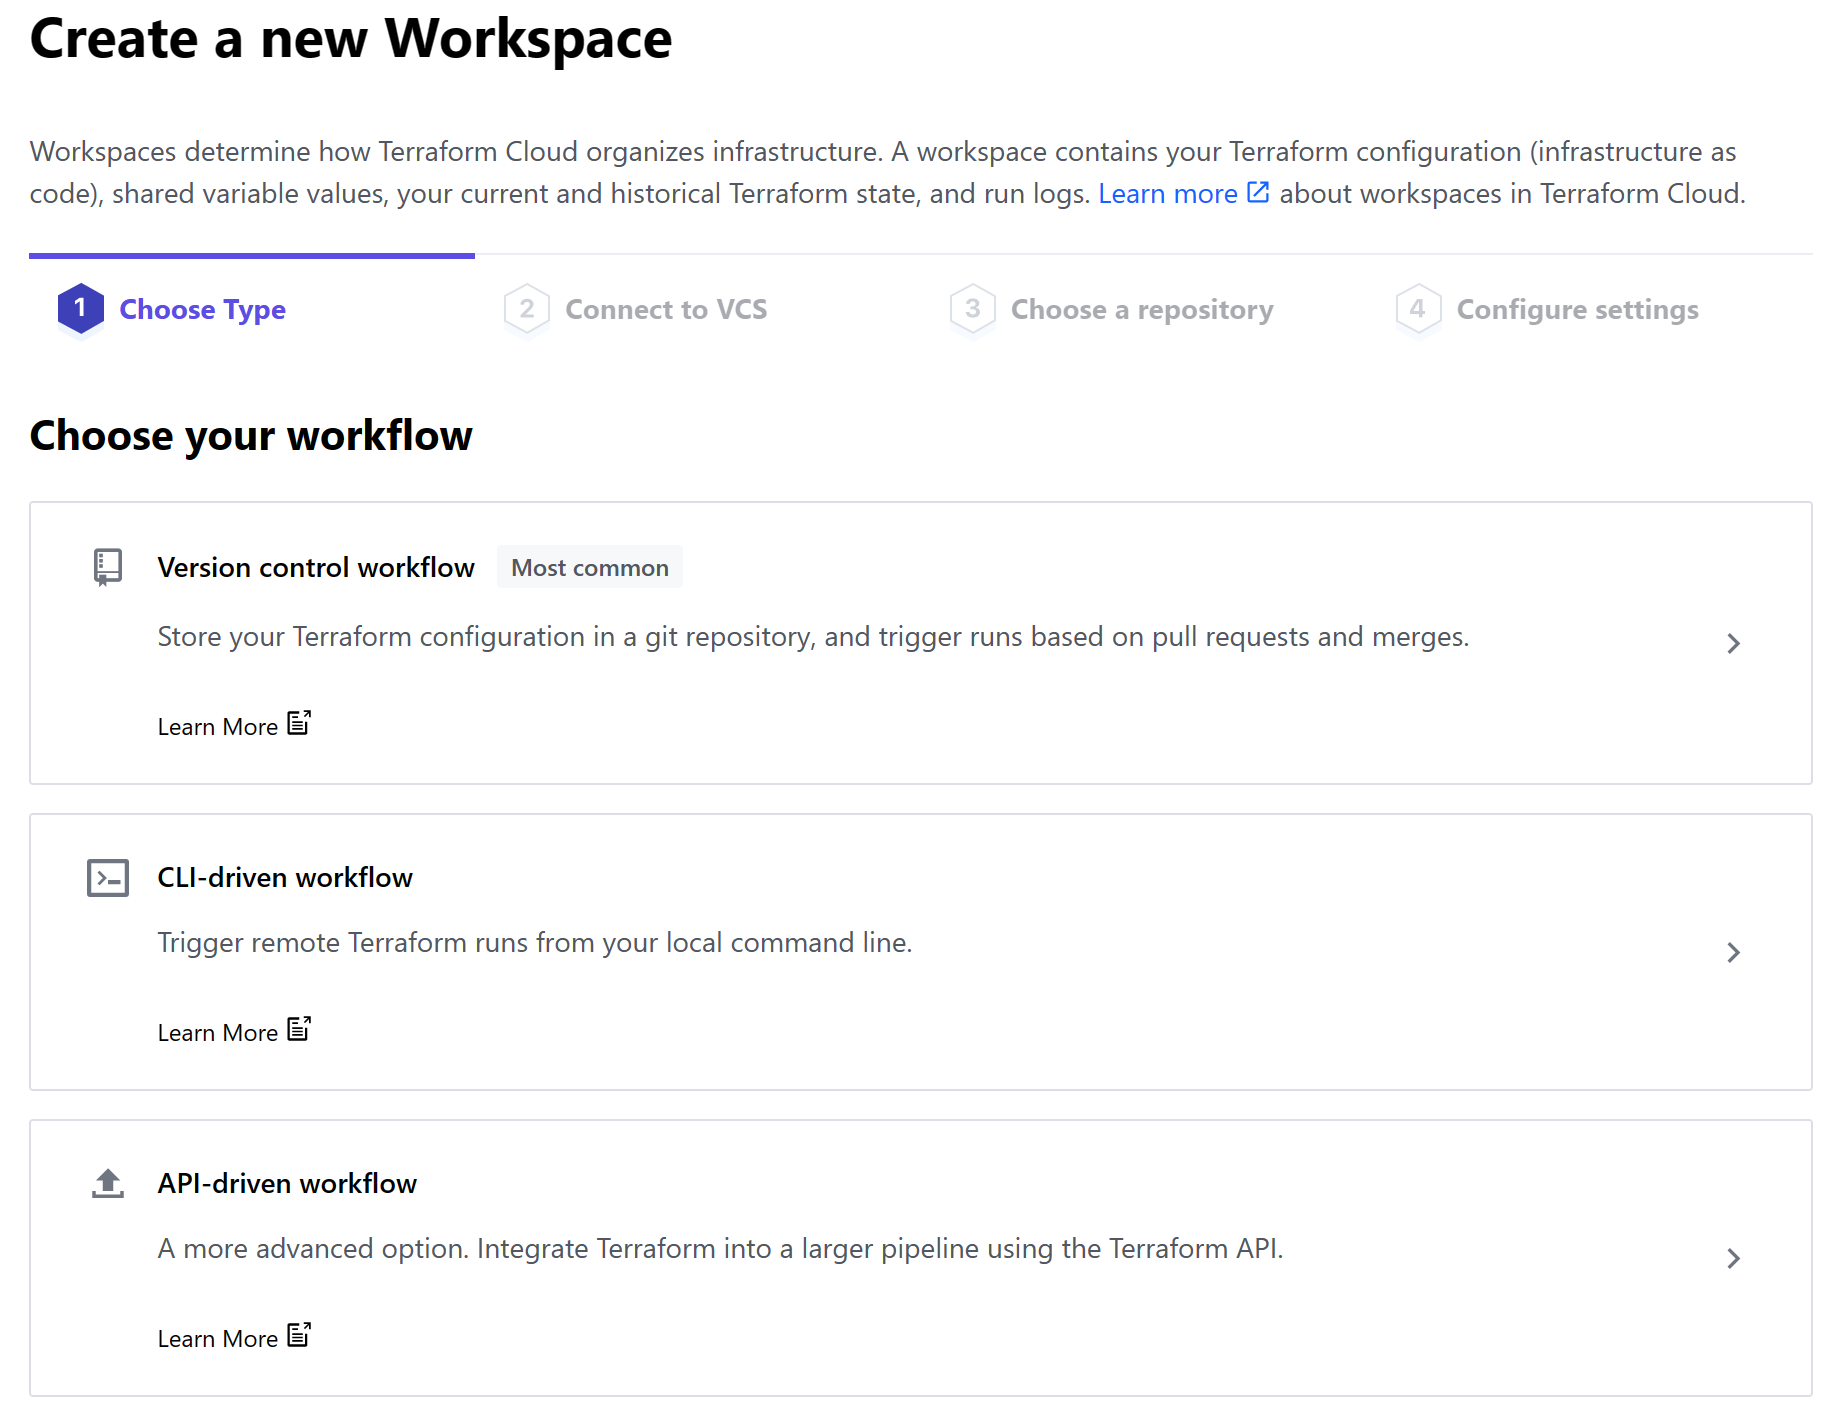 Create a new Workspace
Workspaces determine how Terraform Cloud organizes infrastructure. A workspace contains your Terraform configuration (infrastructure as
code), shared variable values, your current and historical Terraform state, and run logs. Learn more about workspaces in Terraform Cloud.
1 Choose Type
2 Connect to VCS
3 Choose a repository
4 Configure settings
Choose your workflow
Version control workflow Most common
Store your Terraform configuration in a git repository, and trigger runs based on pull requests and merges.
Learn More
CLI-driven workflow
Trigger remote Terraform runs from your local command line.
Learn More
API-driven workflow
A more advanced option. Integrate Terraform into a larger pipeline using the Terraform API.
Learn More